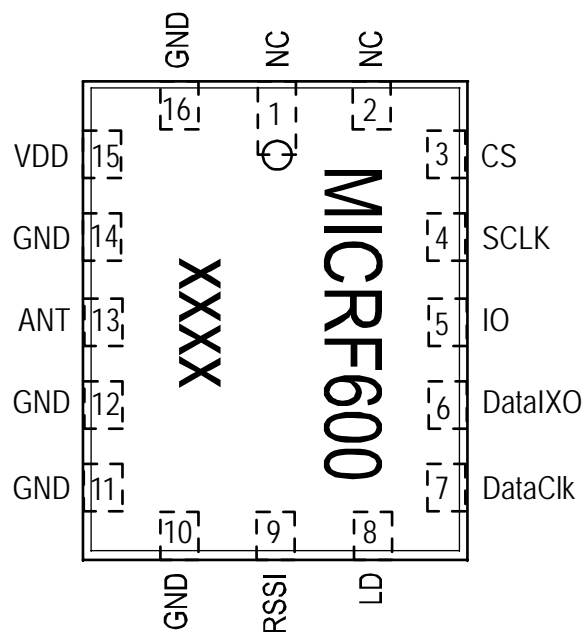 GND
NC
NC
16
1
2
VDD 15
3 CS
GND 14
4 SCLK
ANT 13
5 IO
GND 12
6 DataIXO
GND 11
7 DataClk
MICRF600
XXXX
10
9
8
GND
RSSI
LD